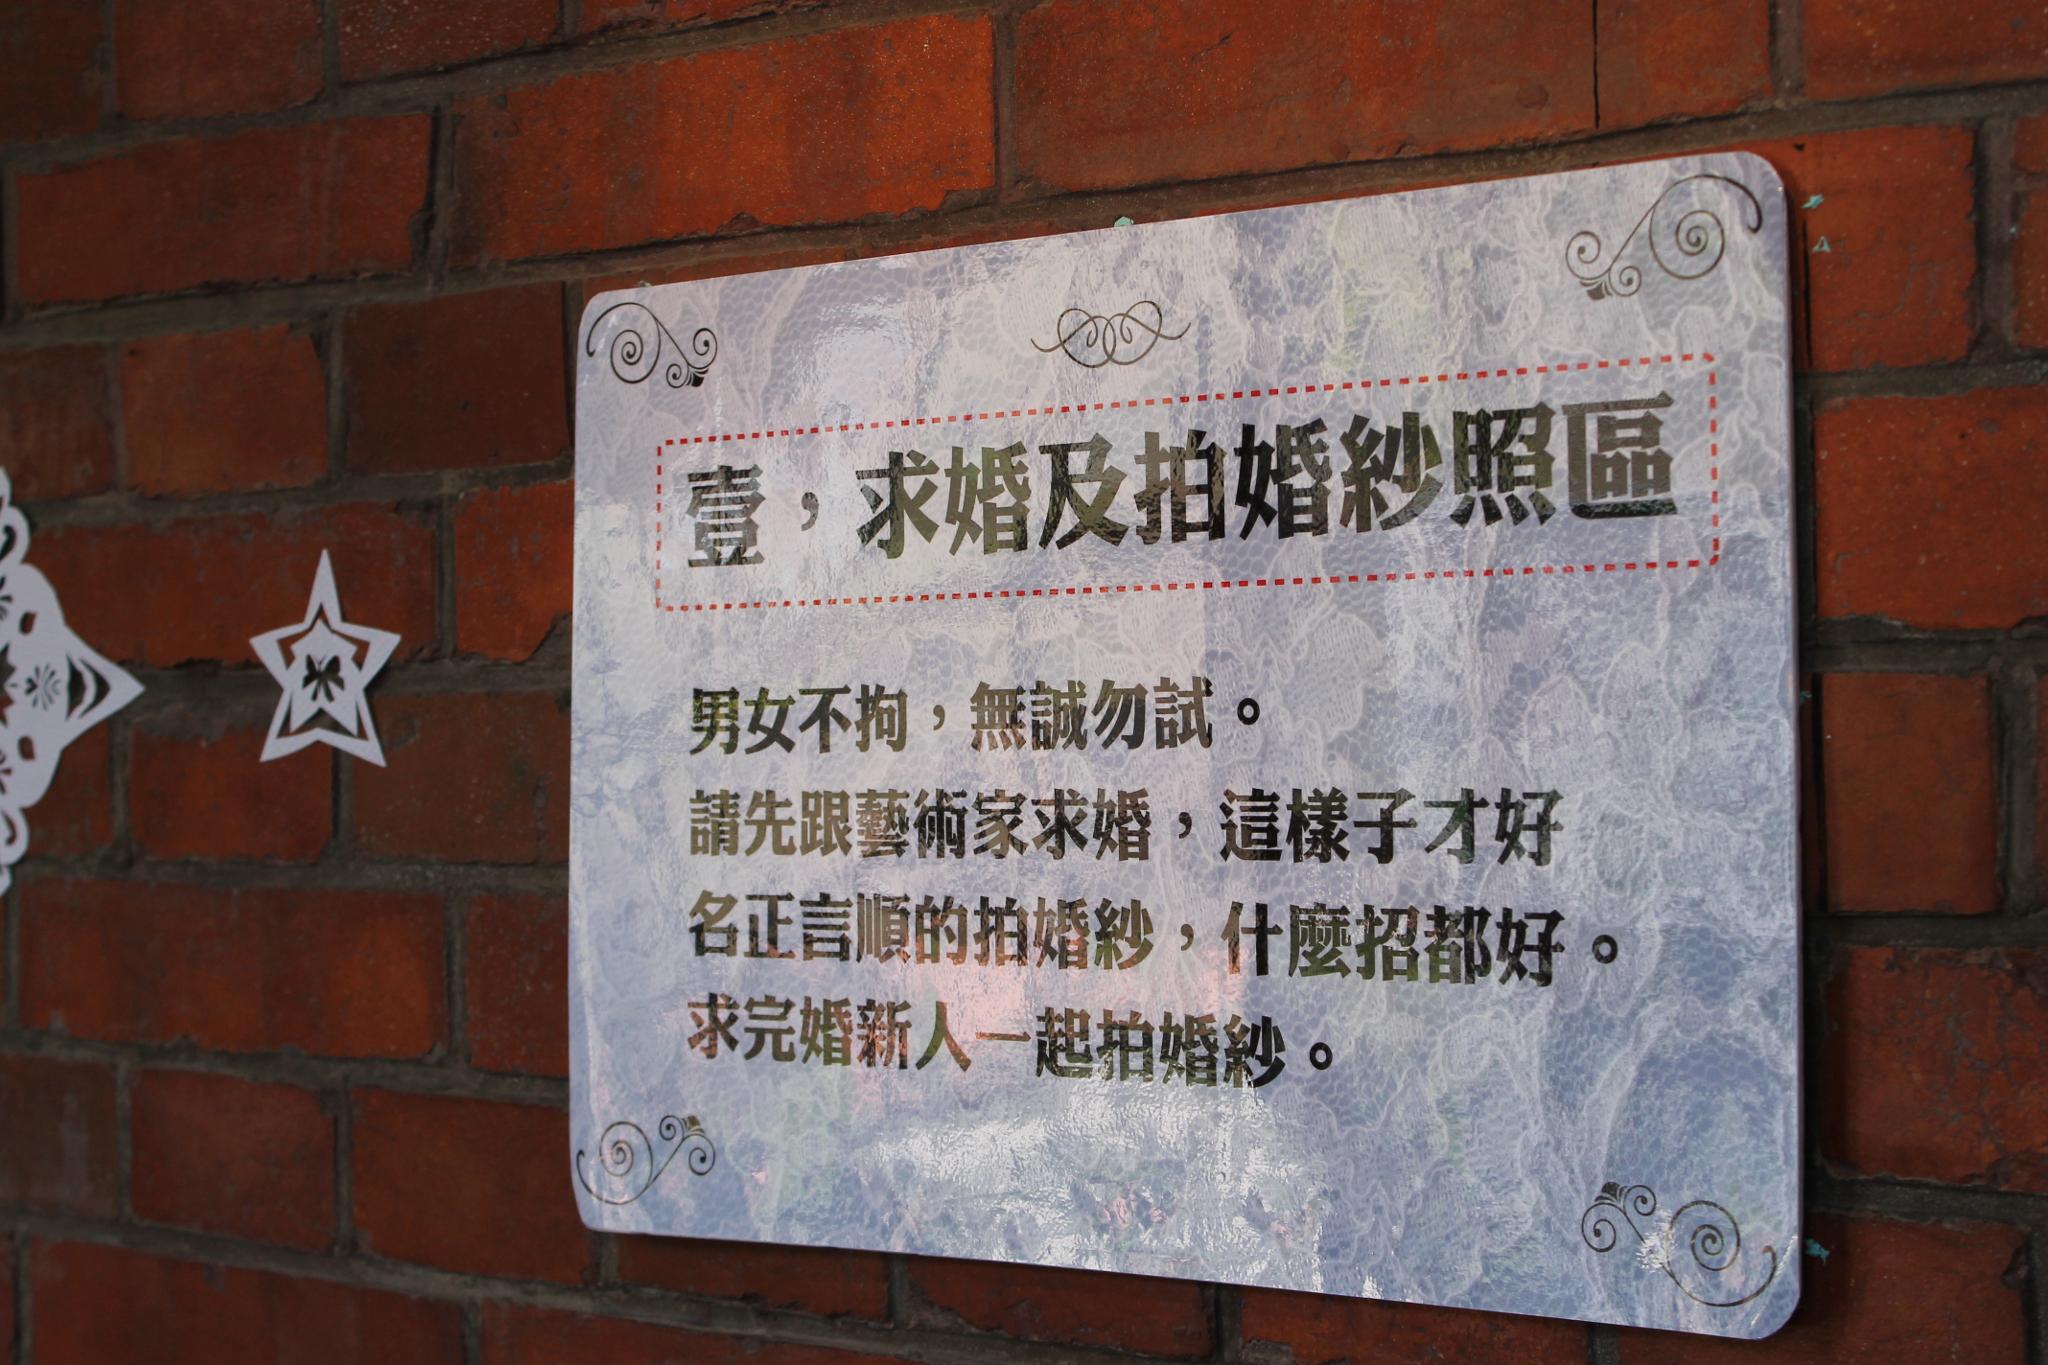 壹，求婚及拍婚紗照區
男女不拘，無誠勿試。
請先跟藝術家求婚，這樣子才好
名正言順的拍婚紗，什麼招都好。
求完婚新人一起拍婚紗。